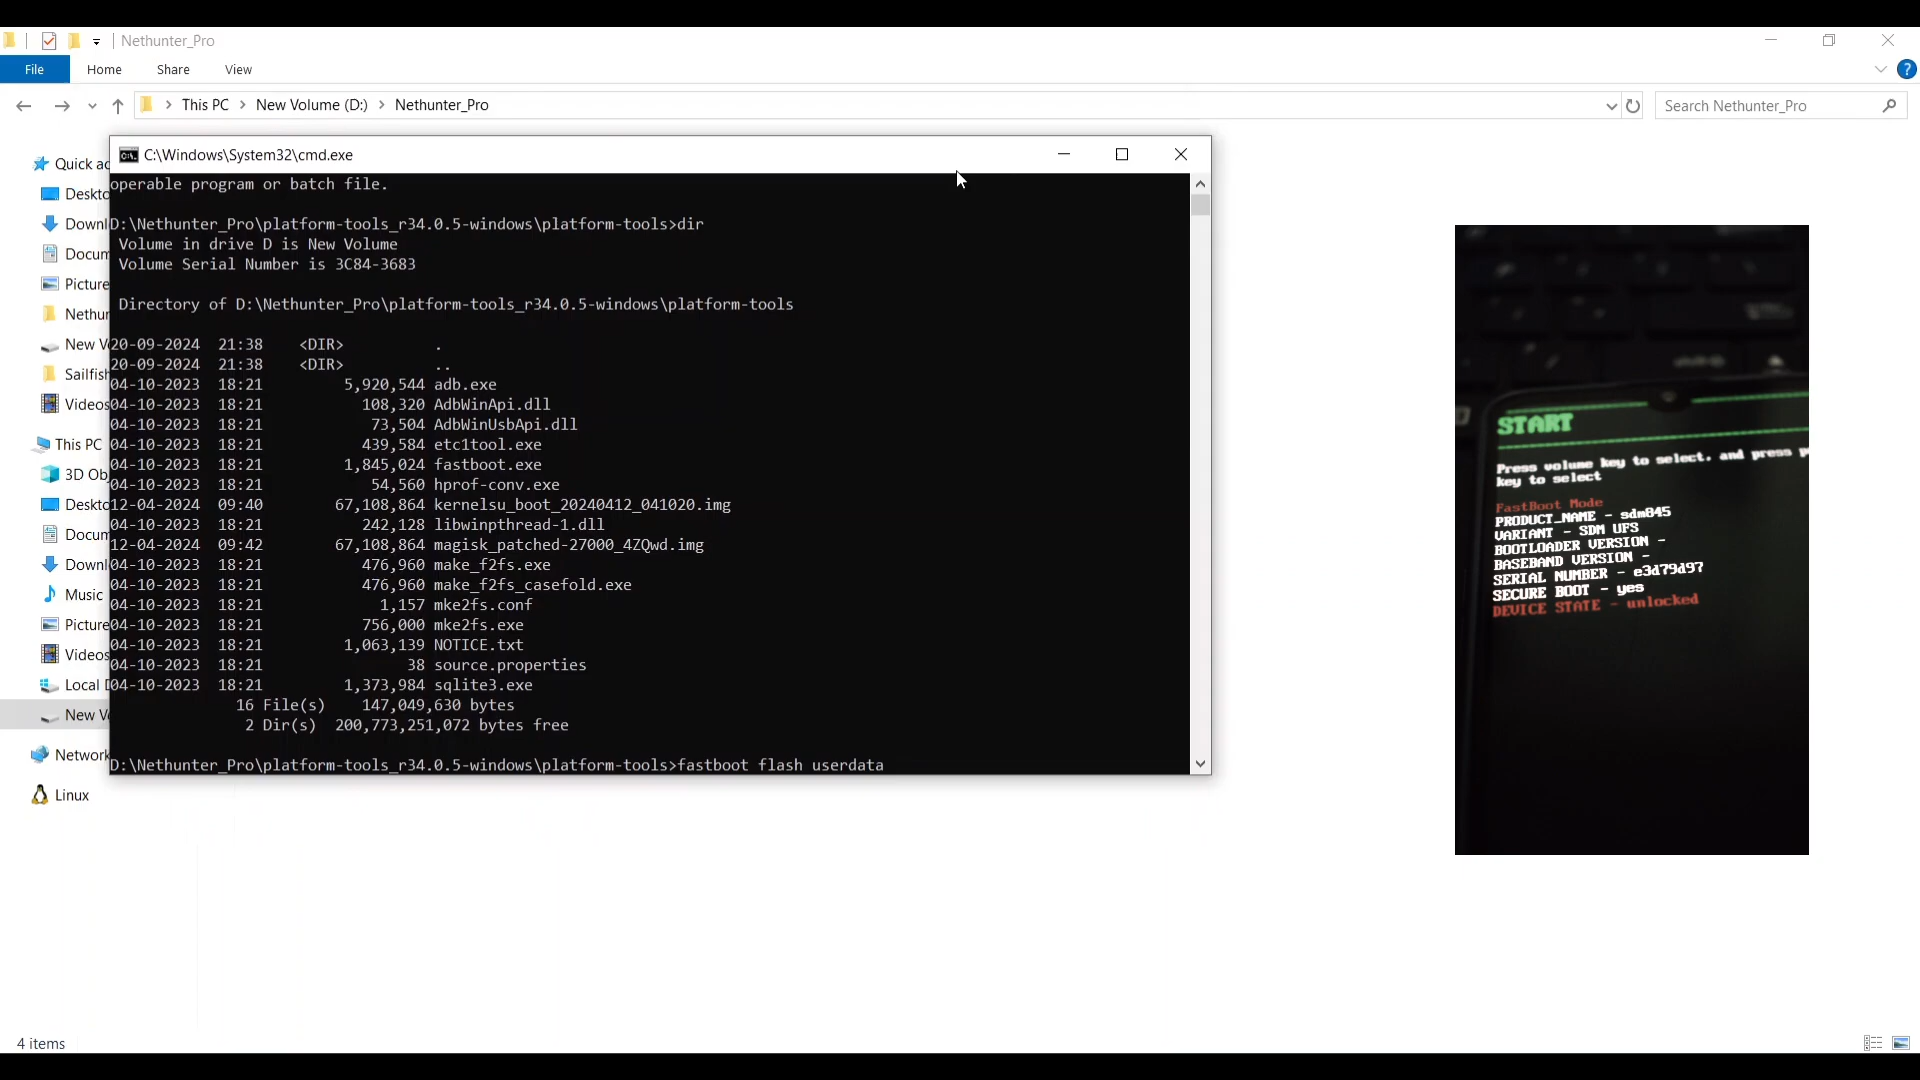 Nethunter_Pro
File Home Share View
This PC > New Volume (D:) > Nethunter_Pro
Search Nethunter_Pro
C:\Windows\System32\cmd.exe
Quick ac
Deskto
Downl
Docum
Picture
Nethun
New V
Sailfish
Videos
This PC
3D Ob
Deskto
Docum
Downl
Music
Picture
Videos
Local D
New V
Network
Linux
operable program or batch file.
D:\Nethunter_Pro\platform-tools_r34.0.5-windows\platform-tools>dir
Volume in drive D is New Volume
Volume Serial Number is 3C84-3683
Directory of D:\Nethunter_Pro\platform-tools_r34.0.5-windows\platform-tools
20-09-2024 21:38 <DIR> .
20-09-2024 21:38 <DIR> ..
04-10-2023 18:21 5,920,544 adb.exe
04-10-2023 18:21 108,320 AdbWinApi.dll
04-10-2023 18:21 73,504 AdbWinUsbApi.dll
04-10-2023 18:21 439,584 etc1tool.exe
04-10-2023 18:21 1,845,024 fastboot.exe
04-10-2023 18:21 54,560 hprof-conv.exe
12-04-2024 09:40 67,108,864 kernelsu_boot_20240412_041020.img
04-10-2023 18:21 242,128 libwinpthread-1.dll
12-04-2024 09:42 67,108,864 magisk_patched-27000_4ZQwd.img
04-10-2023 18:21 476,960 make_f2fs.exe
04-10-2023 18:21 476,960 make_f2fs_casefold.exe
04-10-2023 18:21 1,157 mke2fs.conf
04-10-2023 18:21 756,000 mke2fs.exe
04-10-2023 18:21 1,063,139 NOTICE.txt
04-10-2023 18:21 38 source.properties
04-10-2023 18:21 1,373,984 sqlite3.exe
16 File(s) 147,049,630 bytes
2 Dir(s) 200,773,251,072 bytes free
D:\Nethunter_Pro\platform-tools_r34.0.5-windows\platform-tools>fastboot flash userdata
START
Press volume key to select, and press p
key to select
FastBoot Mode
PRODUCT_NAME - sdm845
VARIANT - SDM UFS
BOOTLOADER VERSION -
BASEBAND VERSION -
SERIAL NUMBER - e3d79d97
SECURE BOOT - yes
DEVICE STATE - unlocked
4 items